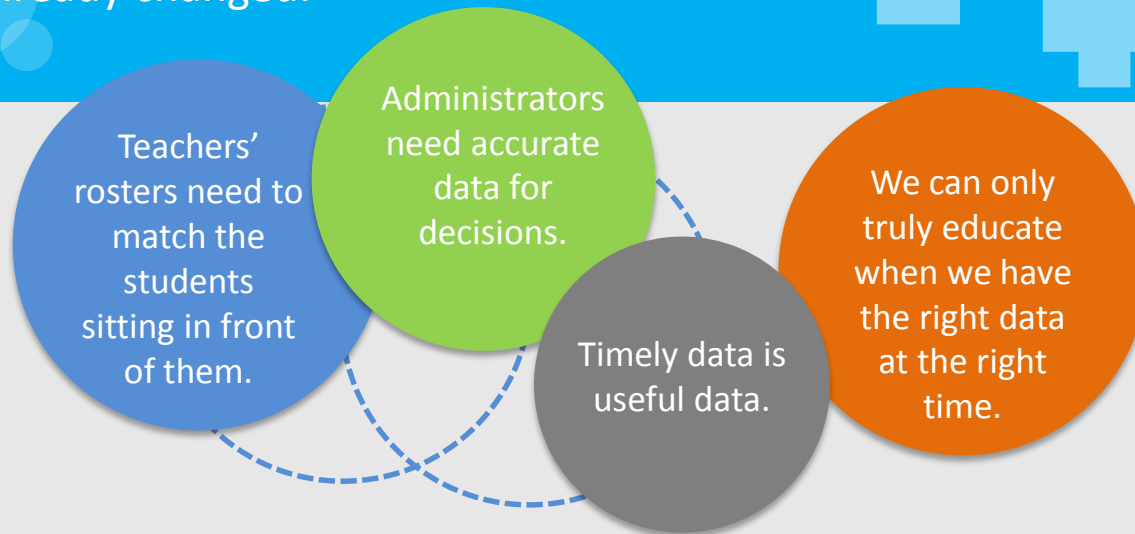 already changed.
Teachers’
rosters need to
match the
students
sitting in front
of them.
Administrators
need accurate
data for
decisions.
Timely data is
useful data.
We can only
truly educate
when we have
the right data
at the right
time.